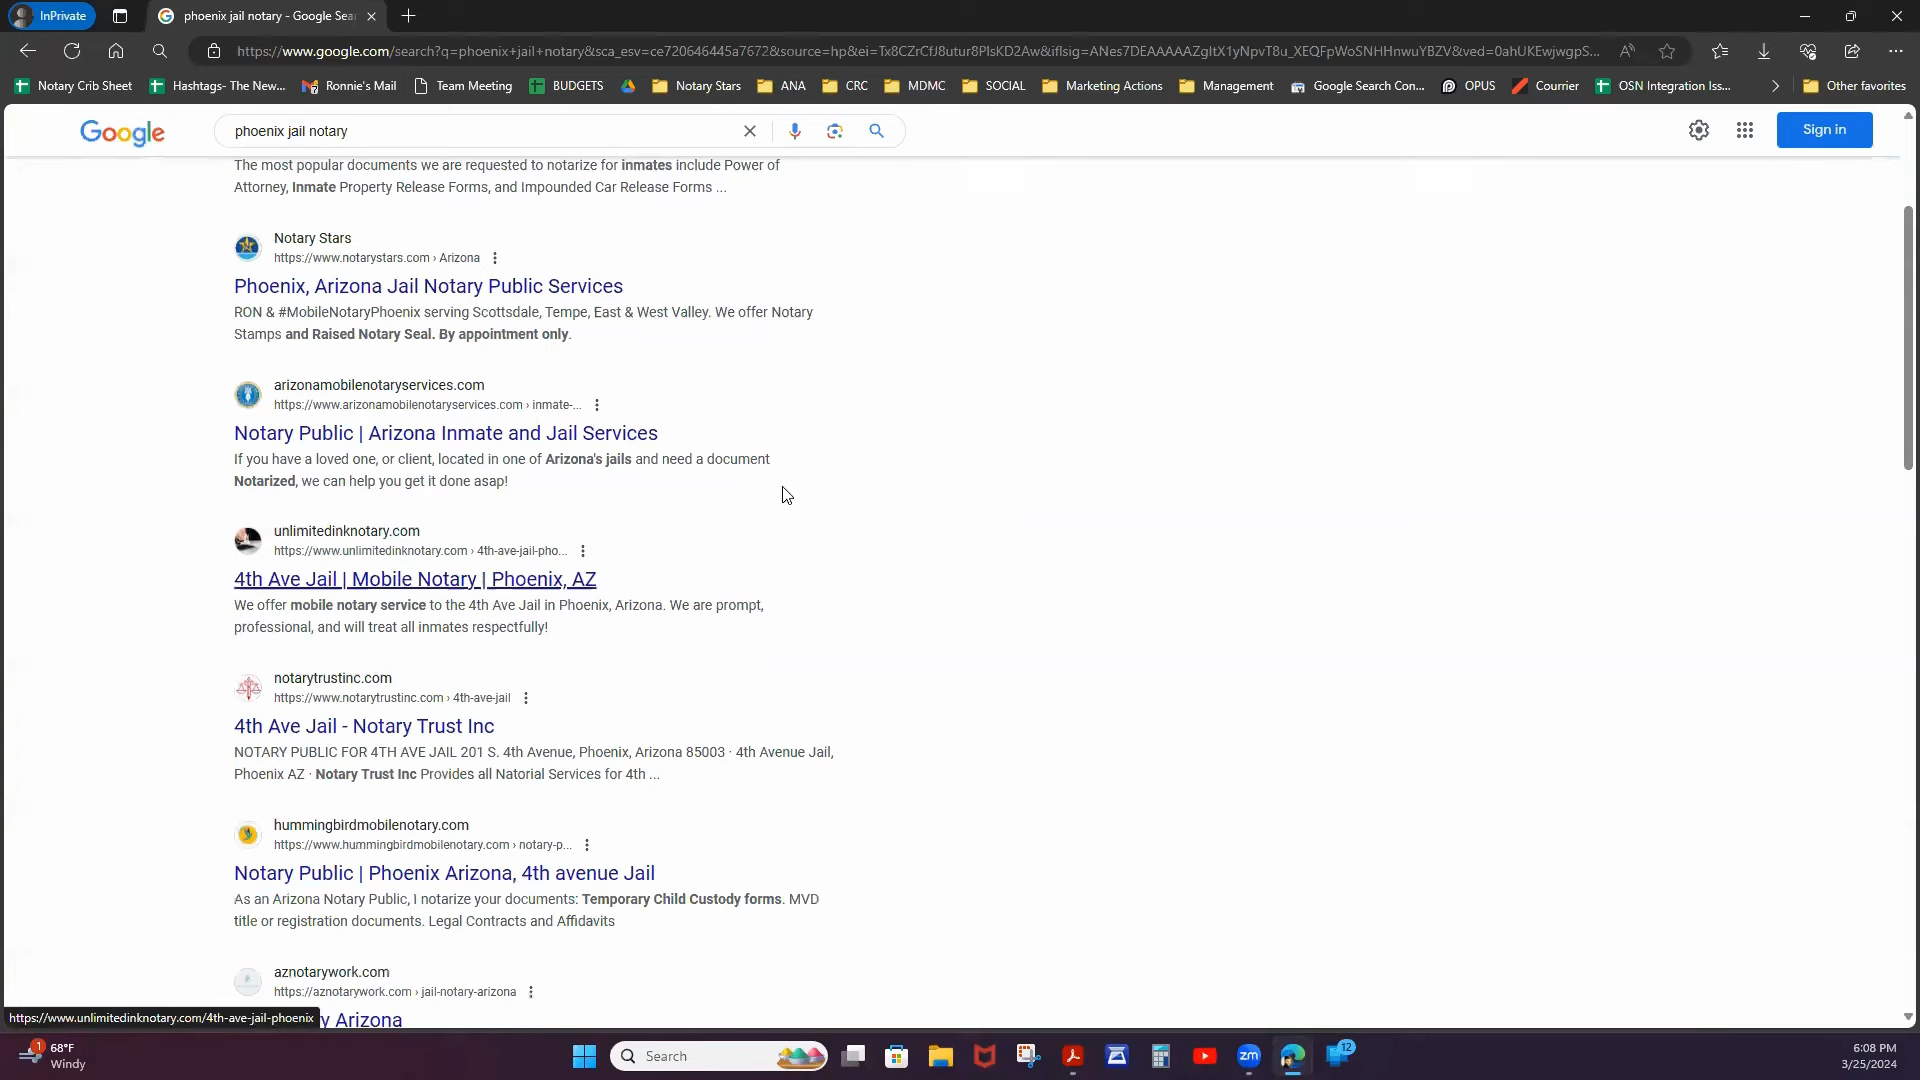 InPrivate
phoenix jail notary - Google Sea
https://www.google.com/search?q=phoenix+jail+notary&sca_esv=ce720646445a7672&source=hp&ei=Tx8CZrCfJ8utur8PIsKD2Aw&iflsig=ANes7DEAAAAAZgItX1yNpvT8u_XEQFpWoSNHHnwuYBZV&ved=0ahUKEwjwgpS...
Notary Crib Sheet
Hashtags- The New...
Ronnie's Mail
Team Meeting
BUDGETS
Notary Stars
ANA
CRC
MDMC
SOCIAL
Marketing Actions
Management
Google Search Con...
OPUS
Courrier
OSN Integration Iss...
Other favorites
Google
phoenix jail notary
Sign in
The most popular documents we are requested to notarize for inmates include Power of
Attorney, Inmate Property Release Forms, and Impounded Car Release Forms ...
Notary Stars
https://www.notarystars.com › Arizona
Phoenix, Arizona Jail Notary Public Services
RON & #MobileNotaryPhoenix serving Scottsdale, Tempe, East & West Valley. We offer Notary
Stamps and Raised Notary Seal. By appointment only.
arizonamobilenotaryservices.com
https://www.arizonamobilenotaryservices.com › inmate-...
Notary Public | Arizona Inmate and Jail Services
If you have a loved one, or client, located in one of Arizona's jails and need a document
Notarized, we can help you get it done asap!
unlimitedinknotary.com
https://www.unlimitedinknotary.com › 4th-ave-jail-pho...
4th Ave Jail | Mobile Notary | Phoenix, AZ
We offer mobile notary service to the 4th Ave Jail in Phoenix, Arizona. We are prompt,
professional, and will treat all inmates respectfully!
notarytrustinc.com
https://www.notarytrustinc.com › 4th-ave-jail
4th Ave Jail - Notary Trust Inc
NOTARY PUBLIC FOR 4TH AVE JAIL 201 S. 4th Avenue, Phoenix, Arizona 85003 · 4th Avenue Jail,
Phoenix AZ · Notary Trust Inc Provides all Natorial Services for 4th ...
hummingbirdmobilenotary.com
https://www.hummingbirdmobilenotary.com › notary-p...
Notary Public | Phoenix Arizona, 4th avenue Jail
As an Arizona Notary Public, I notarize your documents: Temporary Child Custody forms. MVD
title or registration documents. Legal Contracts and Affidavits
aznotarywork.com
https://aznotarywork.com › jail-notary-arizona
y Arizona
https://www.unlimitedinknotary.com/4th-ave-jail-phoenix
1
68°F
Windy
Search
zm
12
6:08 PM
3/25/2024